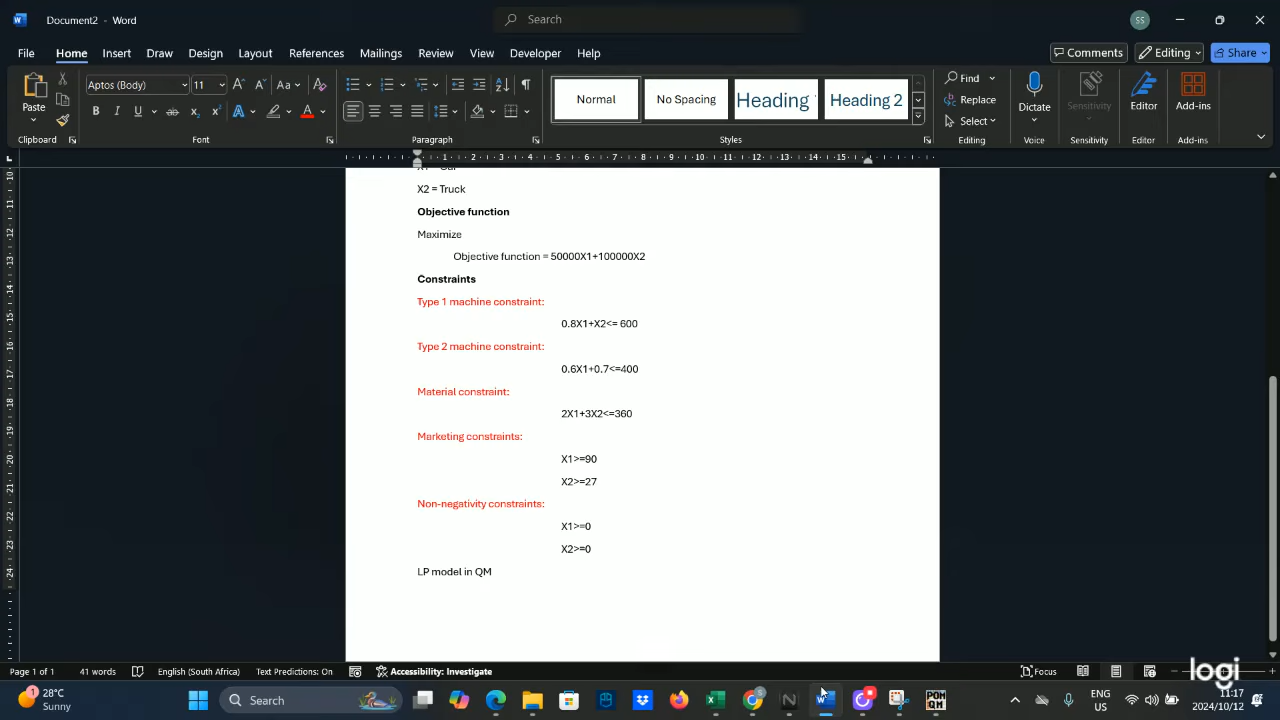 Document2 - Word
Search
SS
File Home Insert Draw Design Layout References Mailings Review View Developer Help
Comments Editing Share
Paste
Aptos (Body) 11
Find
Replace
Select
Normal No Spacing Heading Heading 2
Dictate Sensitivity Editor Add-ins
Clipboard Font Paragraph Styles Voice Sensitivity Editor Add-ins
X2 = Truck
Objective function
Maximize
Objective function = 50000X1+100000X2
Constraints
Type 1 machine constraint:
0.8X1+X2<= 600
Type 2 machine constraint:
0.6X1+0.7<=400
Material constraint:
2X1+3X2<=360
Marketing constraints:
X1>=90
X2>=27
Non-negativity constraints:
X1>=0
X2>=0
LP model in QM
Page 1 of 1 41 words English (South Africa) Text Predictions: On Accessibility: Investigate Focus
logi
28°C
Sunny
Search
POM
QM
ENG
US
11:17
2024/10/12